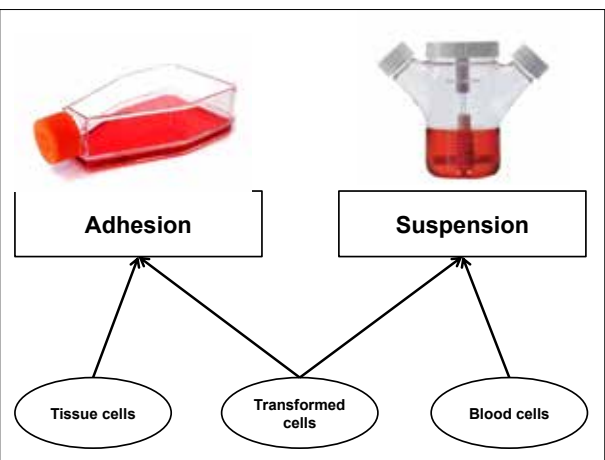 Adhesion
Suspension
Tissue cells
Transformed
cells
Blood cells